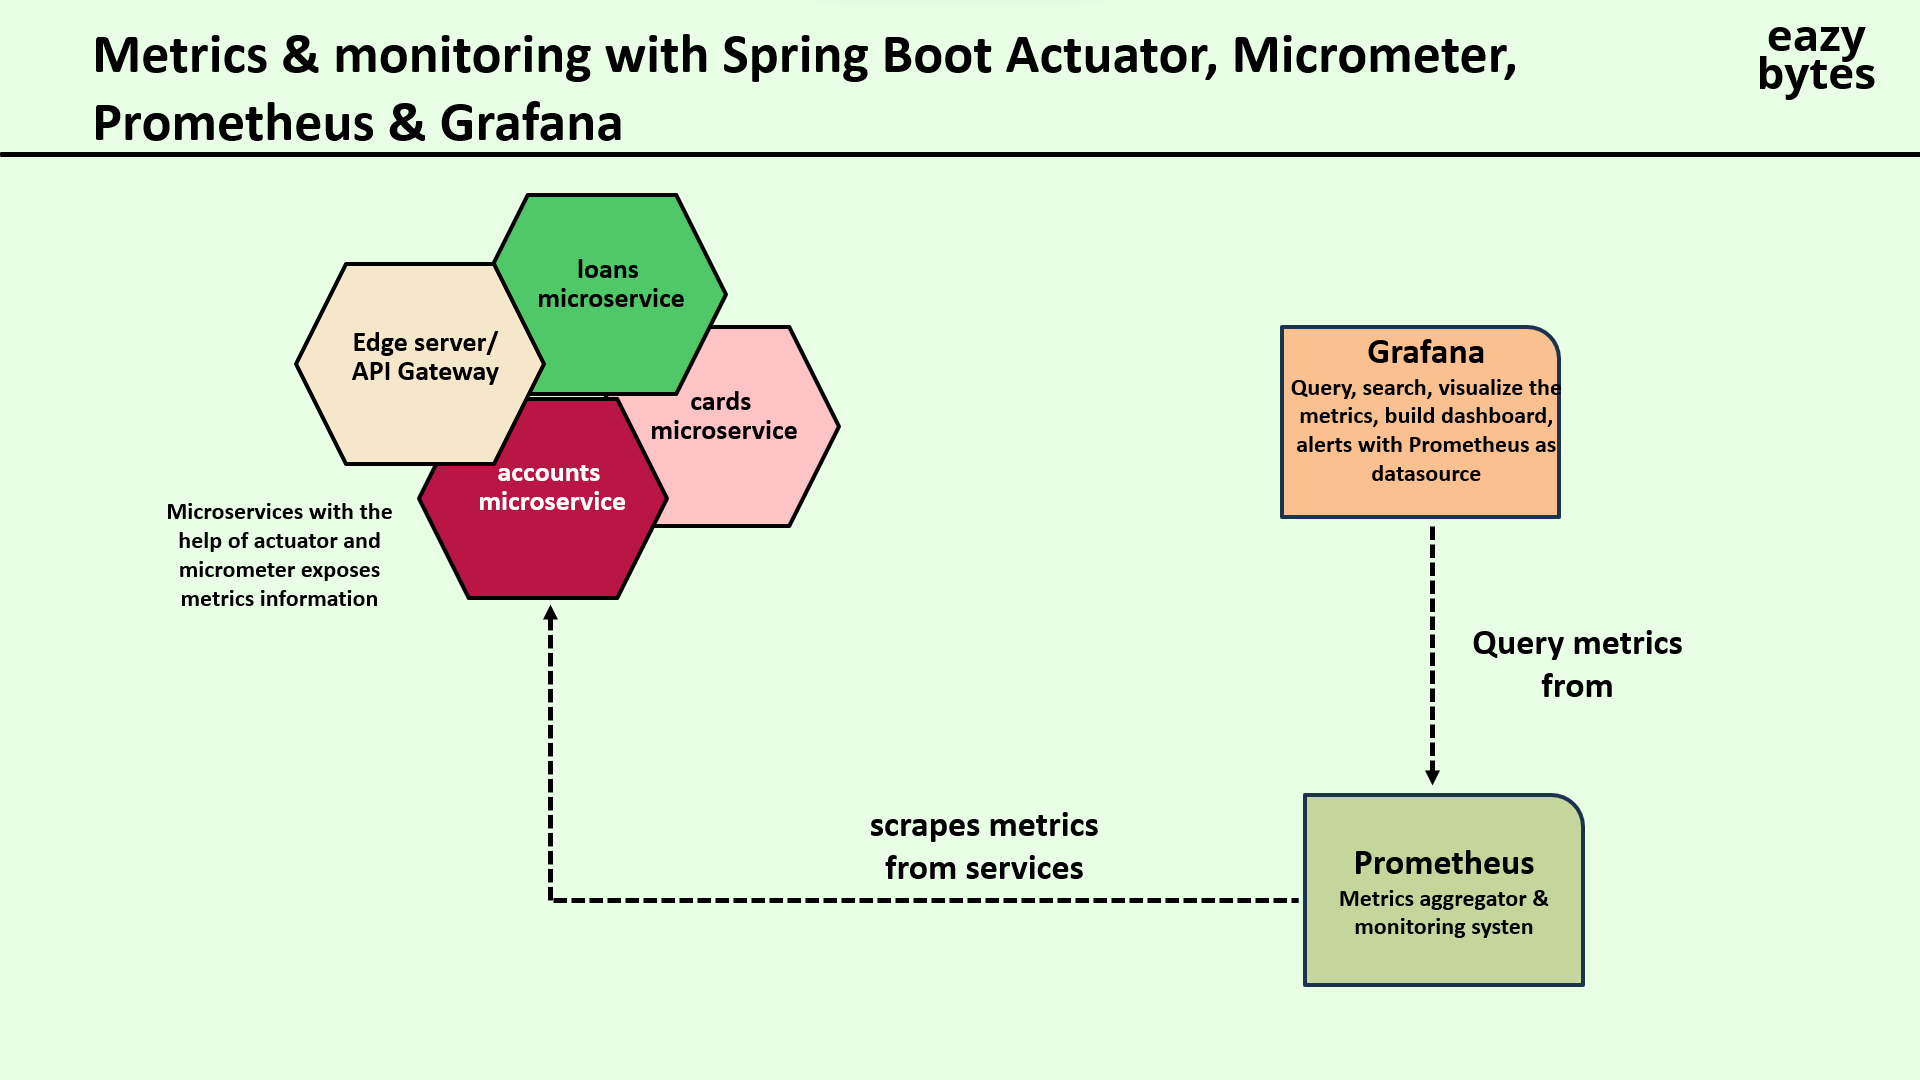 Metrics & monitoring with Spring Boot Actuator, Micrometer,
Prometheus & Grafana
eazy
bytes
loans
microservice
Edge server/
API Gateway
cards
microservice
accounts
microservice
Microservices with the
help of actuator and
micrometer exposes
metrics information
Grafana
Query, search, visualize the
metrics, build dashboard,
alerts with Prometheus as
datasource
Query metrics
from
scrapes metrics
from services
Prometheus
Metrics aggregator &
monitoring systen